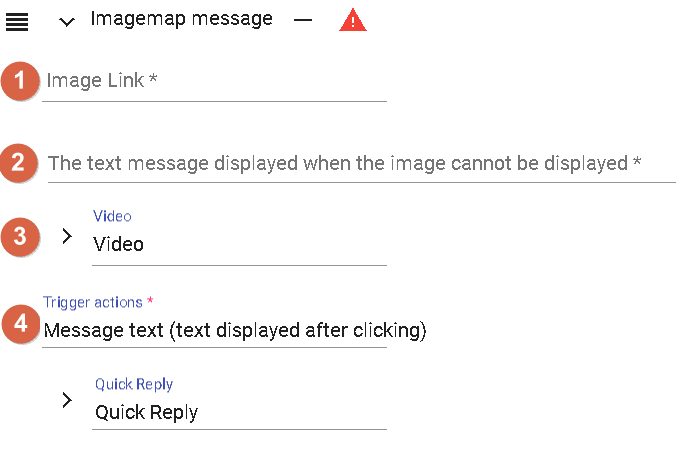 Imagemap message
1 Image Link *
2 The text message displayed when the image cannot be displayed *
Video
3 Video
Trigger actions *
4 Message text (text displayed after clicking)
Quick Reply
Quick Reply